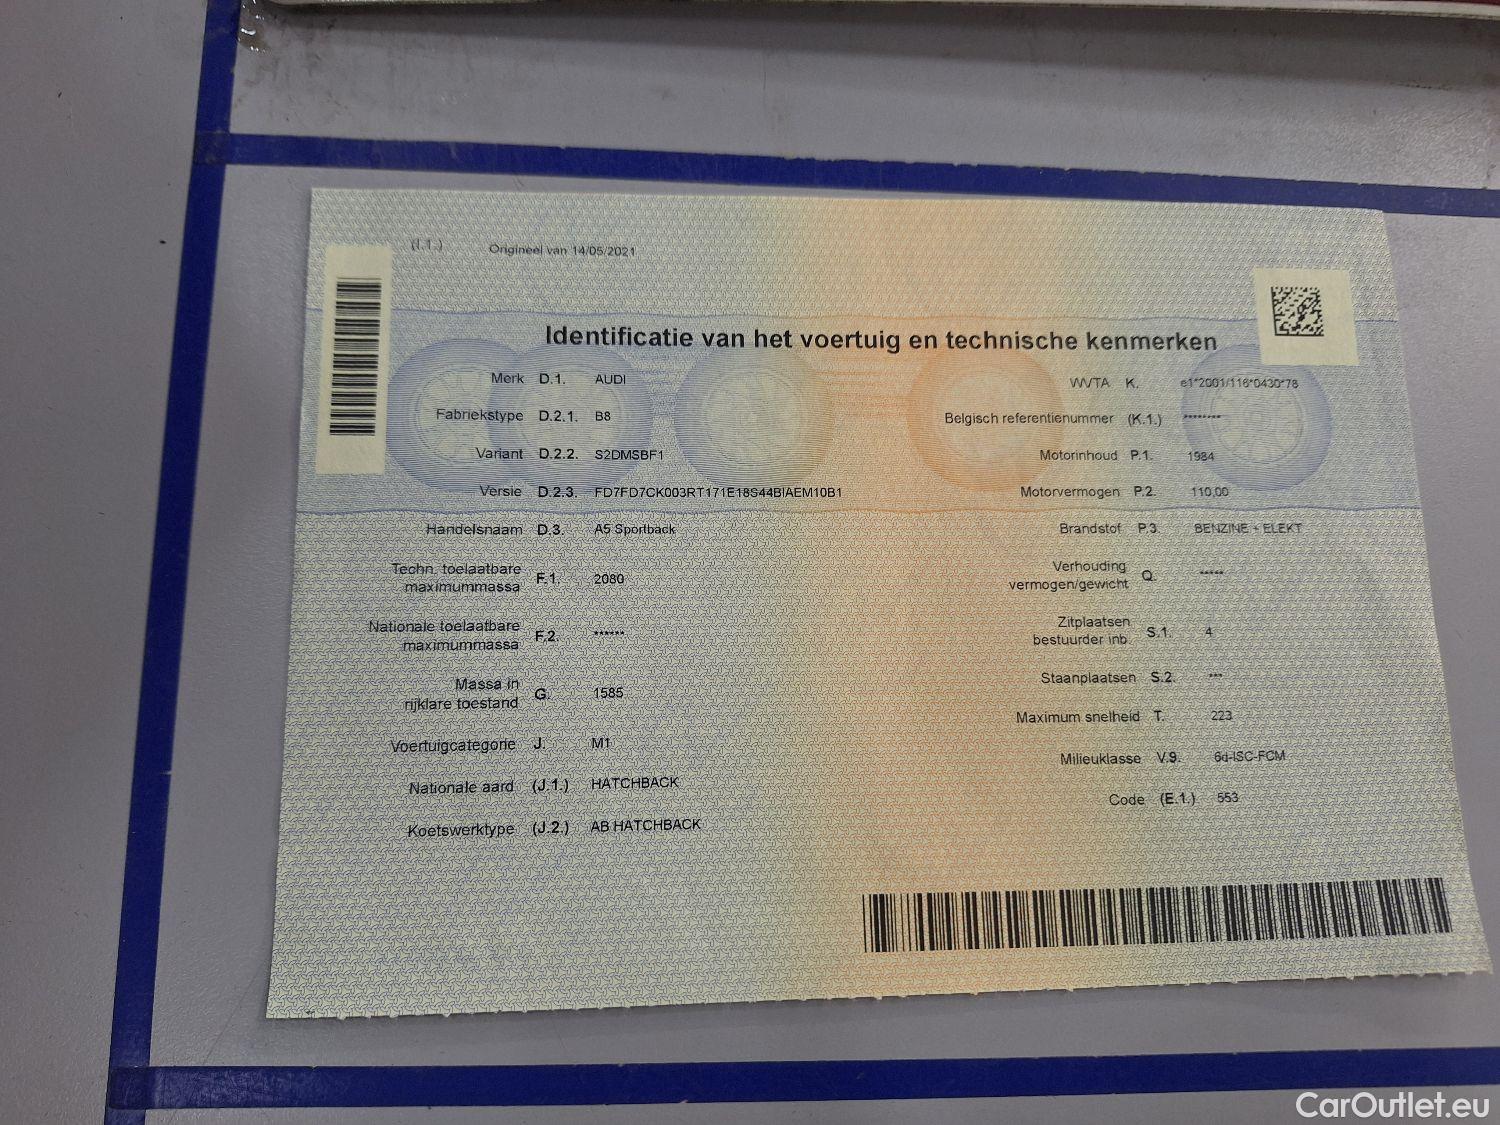 (I.1.) Origineel van 14/05/2021
Identificatie van het voertuig en technische kenmerken
Merk D.1. AUDI
Fabriekstype D.2.1. B8
Variant D.2.2. S2DMSBF1
Versie D.2.3. FD7FD7CK003RT171E18S44BIAEM10B1
Handelsnaam D.3. A5 Sportback
Techn. toelaatbare
maximummassa F.1. 2080
Nationale toelaatbare
maximummassa F.2. ******
Massa in
rijklare toestand G. 1585
Voertuigcategorie J. M1
Nationale aard (J.1.) HATCHBACK
Koetswerktype (J.2.) AB HATCHBACK
WVTA K. e1*2001/116*0430*76
Belgisch referentienummer (K.1.) ********
Motorinhoud P.1. 1984
Motorvermogen P.2. 110,00
Brandstof P.3. BENZINE + ELEKT
Verhouding
vermogen/gewicht Q. *****
Zitplaatsen
bestuurder inb. S.1. 4
Staanplaatsen S.2. ***
Maximum snelheid T. 223
Milieuklasse V.9. 6d-ISC-FCM
Code (E.1.) 553
CarOutlet.eu